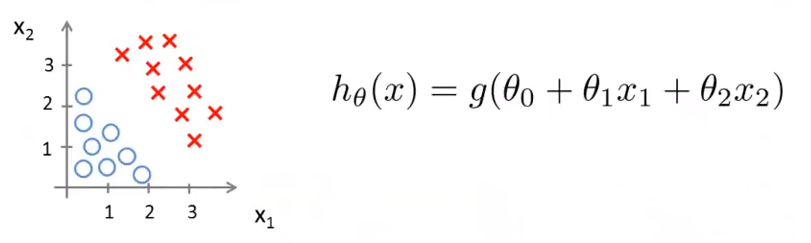 x₂
3
2
1
1 2 3
x₁
h_θ(x) = g(θ₀ + θ₁x₁ + θ₂x₂)